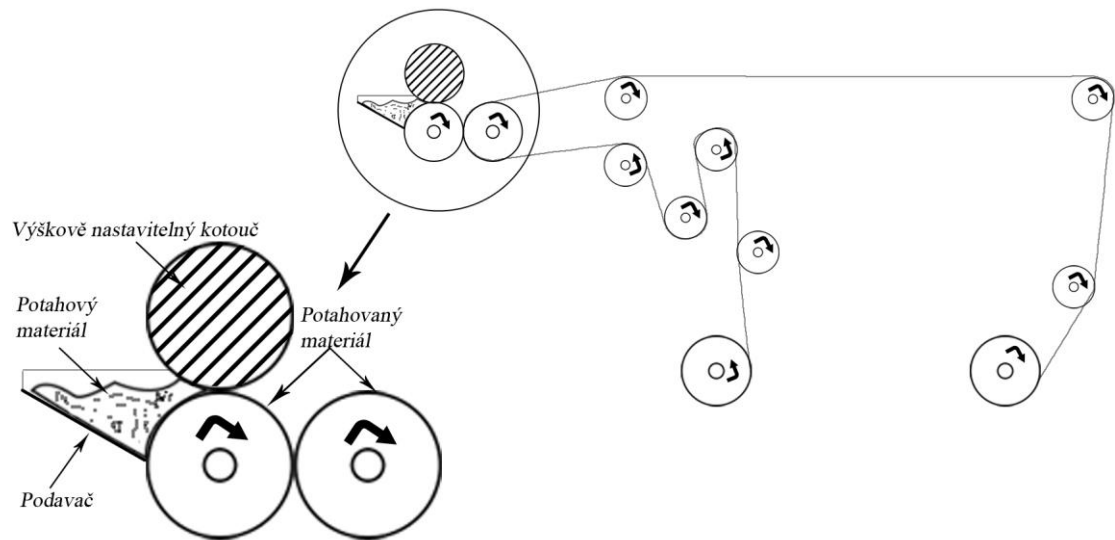 Výškově nastavitelný kotouč
Potahový
materiál
Potahovaný
materiál
Podavač